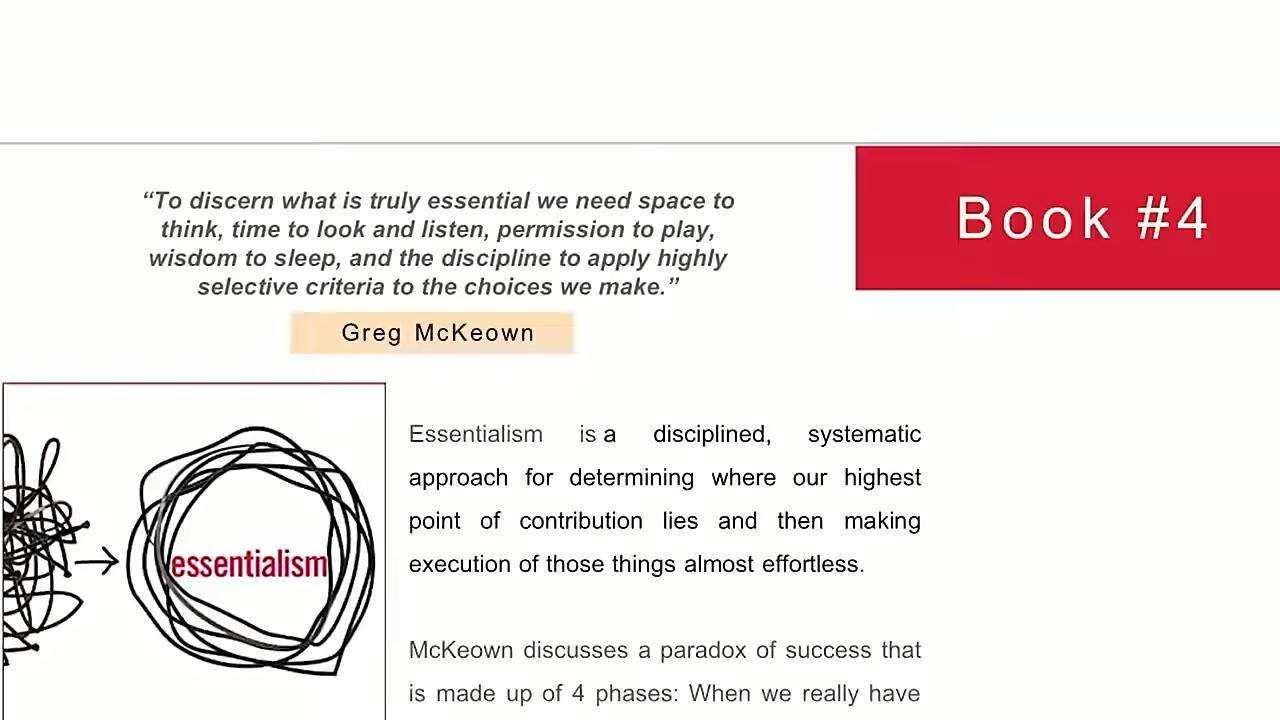 Book #4
“To discern what is truly essential we need space to
think, time to look and listen, permission to play,
wisdom to sleep, and the discipline to apply highly
selective criteria to the choices we make.”
Greg McKeown
essentialism
Essentialism is a disciplined, systematic
approach for determining where our highest
point of contribution lies and then making
execution of those things almost effortless.
McKeown discusses a paradox of success that
is made up of 4 phases: When we really have